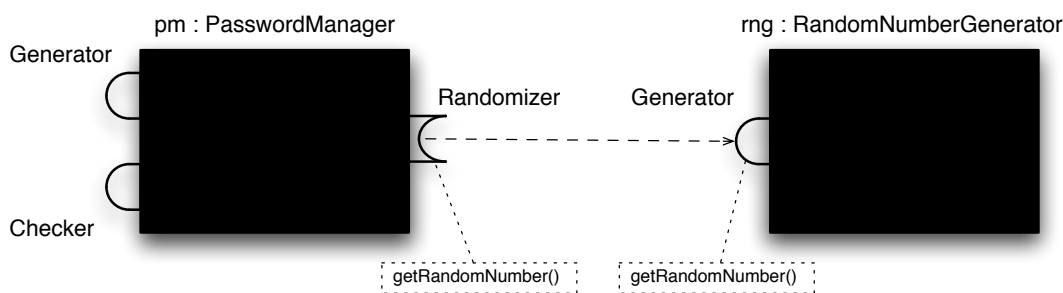 pm : PasswordManager
rng : RandomNumberGenerator
Generator
Randomizer
Generator
Checker
getRandomNumber()
getRandomNumber()